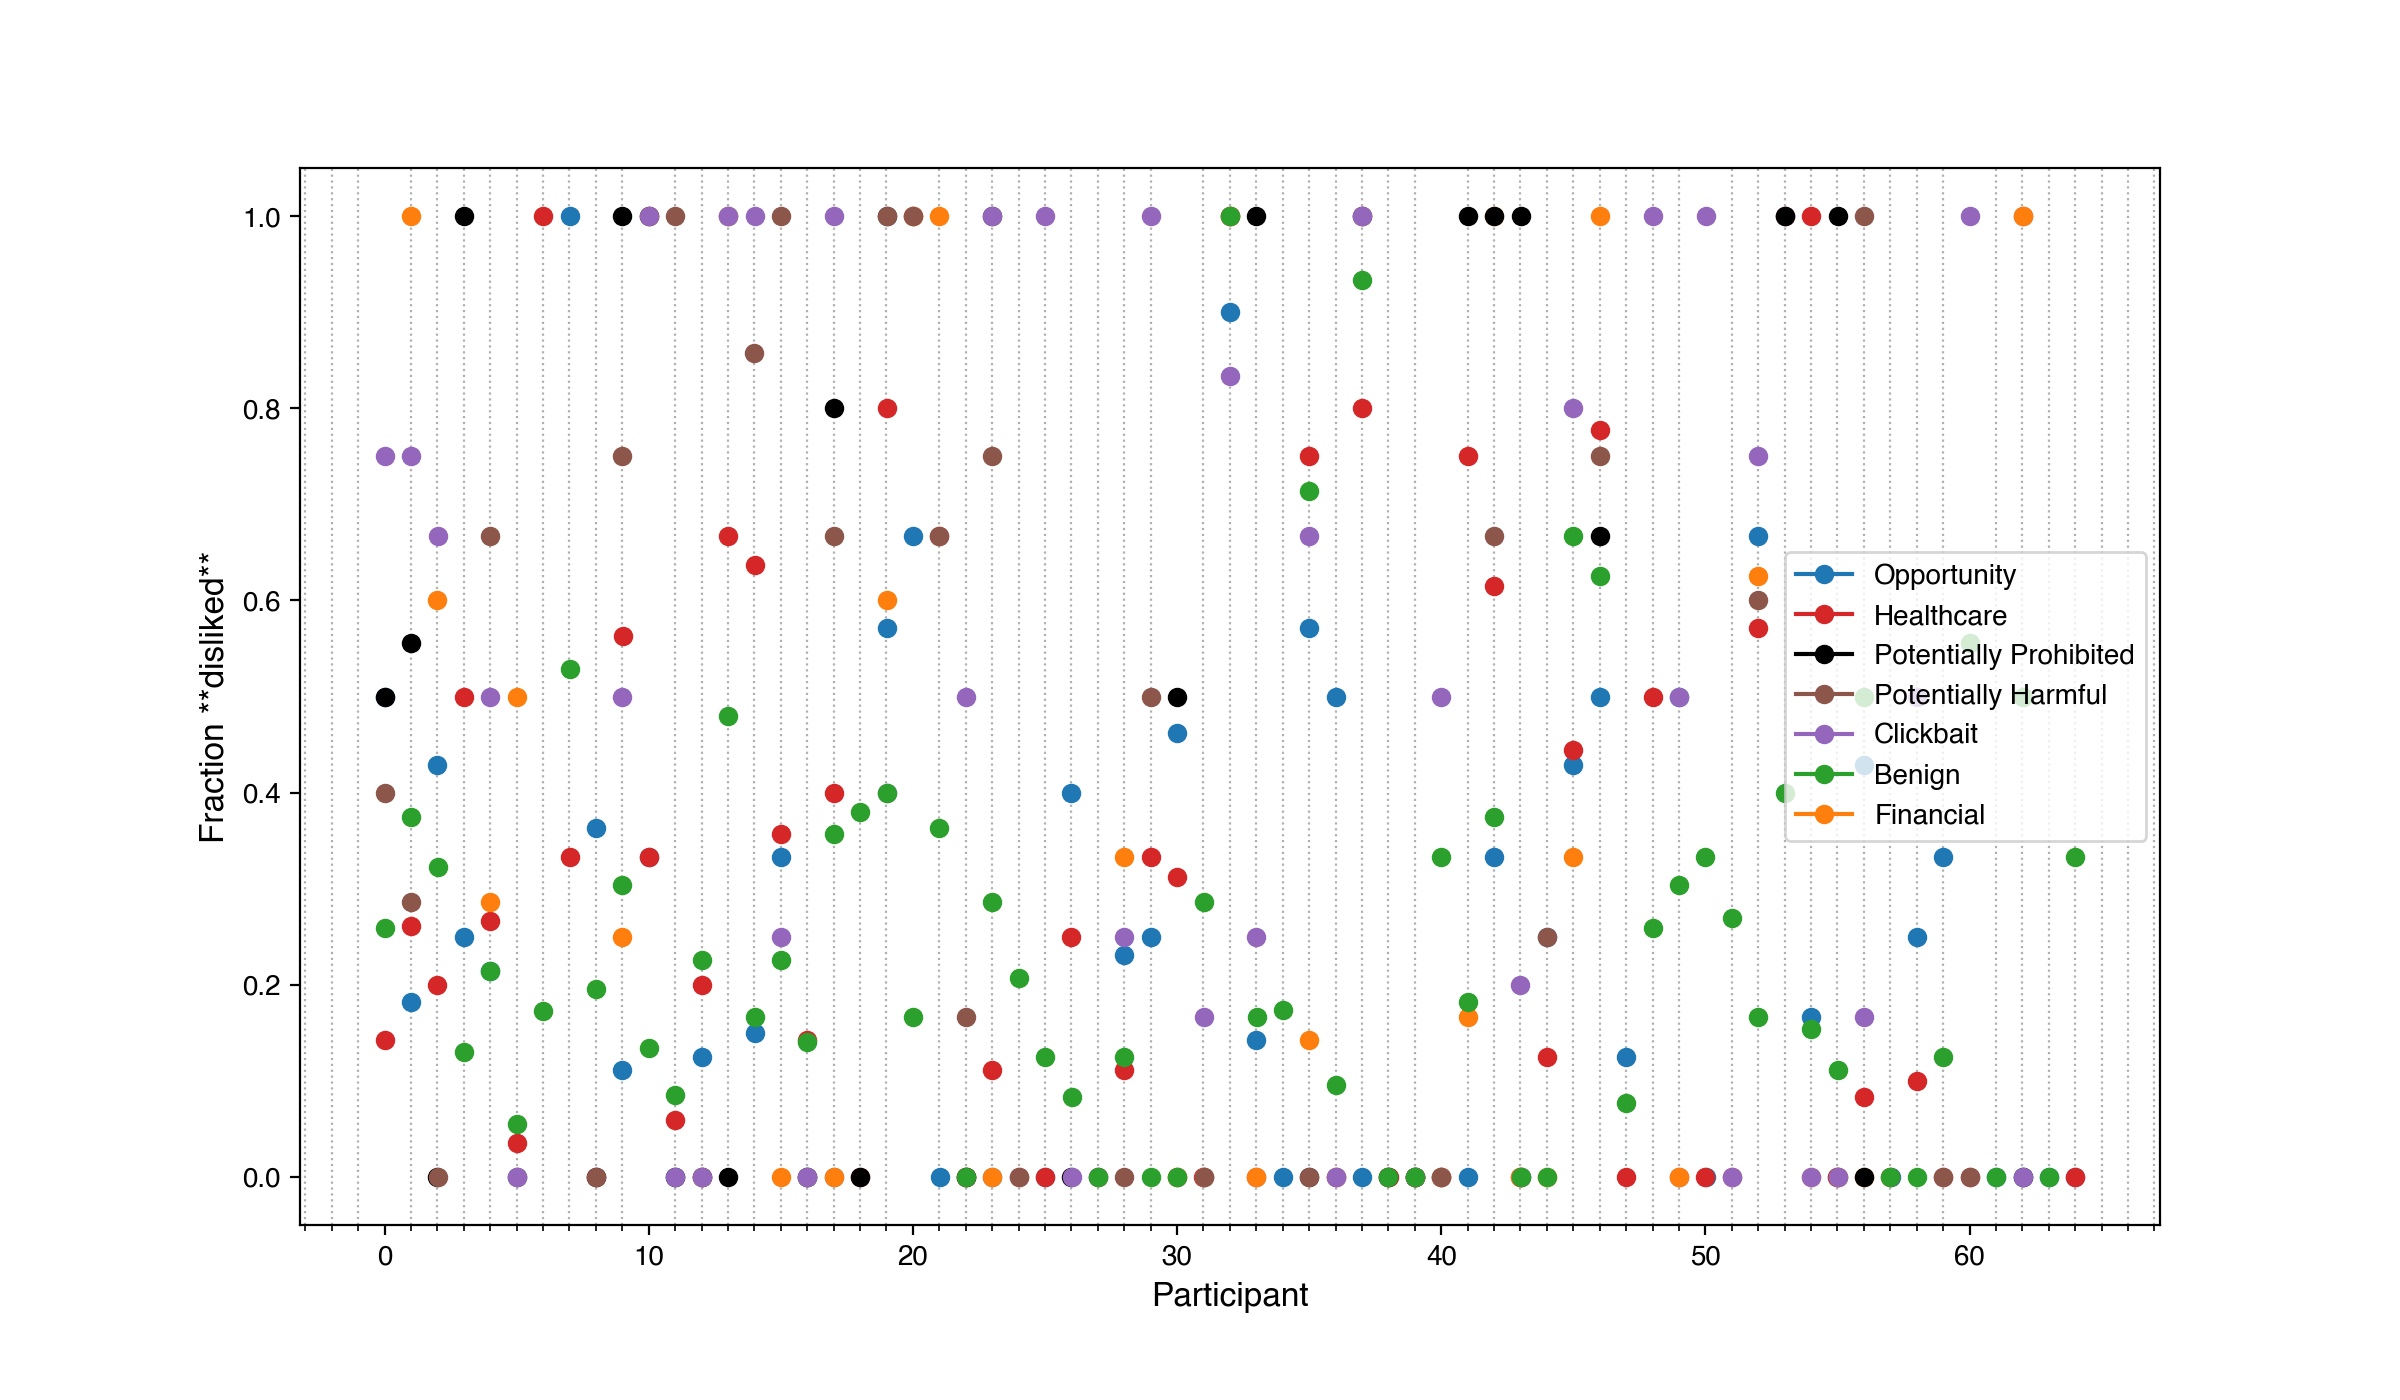 1.0
0.8
0.6
0.4
0.2
0.0
Fraction **disliked**
Opportunity
Healthcare
Potentially Prohibited
Potentially Harmful
Clickbait
Benign
Financial
0 10 20 30 40 50 60
Participant